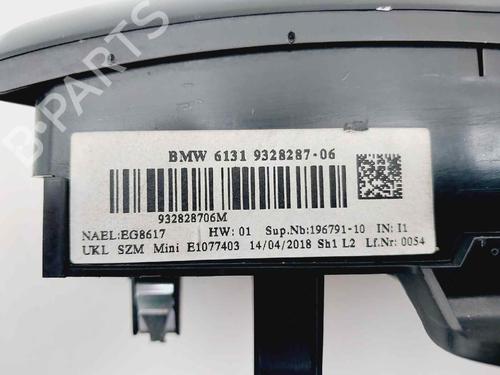 B-PARTS
BMW 6131 9328287-06
932828706M
NAEL:EG8617 HW: 01 Sup.Nb:196791-10 IN: I1
UKL SZM Mini E1077403 14/04/2018 Sh1 L2 Lf.Nr: 0054